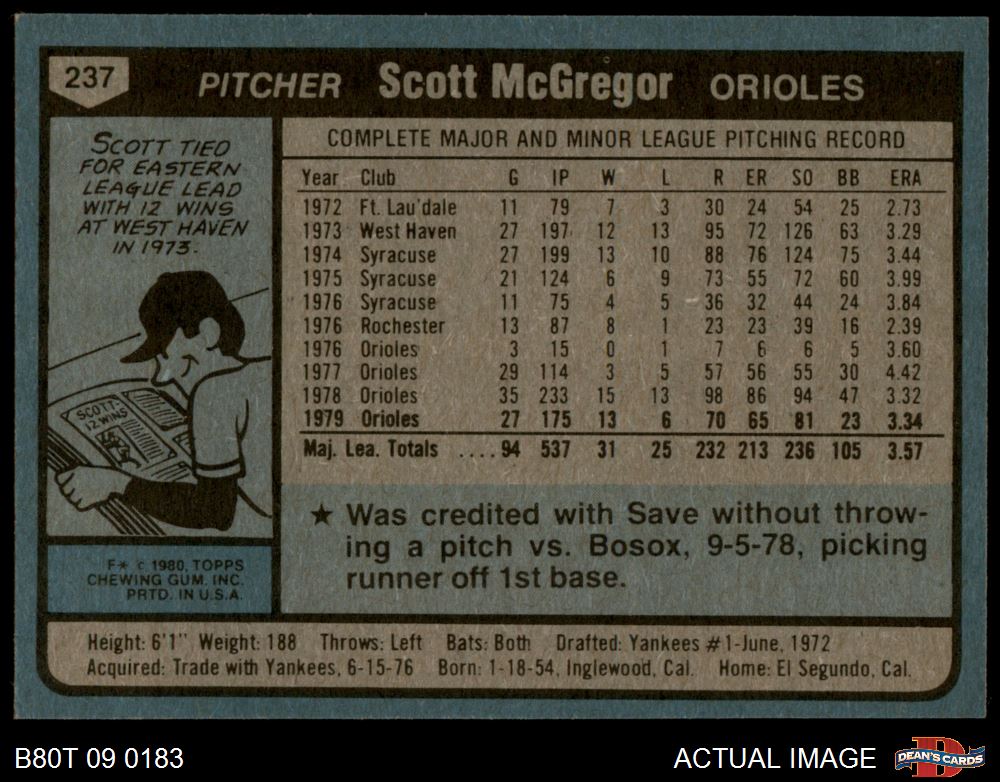 237 PITCHER Scott McGregor ORIOLES
SCOTT TIED
FOR EASTERN
LEAGUE LEAD
WITH 12 WINS
AT WEST HAVEN
IN 1973.
SCOTT-
12 WINS
F* © 1980, TOPPS
CHEWING GUM. INC.
PRTD. IN U.S.A.
COMPLETE MAJOR AND MINOR LEAGUE PITCHING RECORD
Year Club G IP W L R ER SO BB ERA
1972 Ft. Lau'dale 11 79 7 3 30 24 54 25 2.73
1973 West Haven 27 197 12 13 95 72 126 63 3.29
1974 Syracuse 27 199 13 10 88 76 124 75 3.44
1975 Syracuse 21 124 6 9 73 55 72 60 3.99
1976 Syracuse 11 75 4 5 36 32 44 24 3.84
1976 Rochester 13 87 8 1 23 23 39 16 2.39
1976 Orioles 3 15 0 1 7 6 6 5 3.60
1977 Orioles 29 114 3 5 57 56 55 30 4.42
1978 Orioles 35 233 15 13 98 86 94 47 3.32
1979 Orioles 27 175 13 6 70 65 81 23 3.34
Maj. Lea. Totals .... 94 537 31 25 232 213 236 105 3.57
★ Was credited with Save without throw-
ing a pitch vs. Bosox, 9-5-78, picking
runner off 1st base.
Height: 6'1" Weight: 188 Throws: Left Bats: Both Drafted: Yankees #1-June, 1972
Acquired: Trade with Yankees, 6-15-76 Born: 1-18-54, Inglewood, Cal. Home: El Segundo, Cal.
B80T 09 0183 ACTUAL IMAGE DEAN'S CARDS